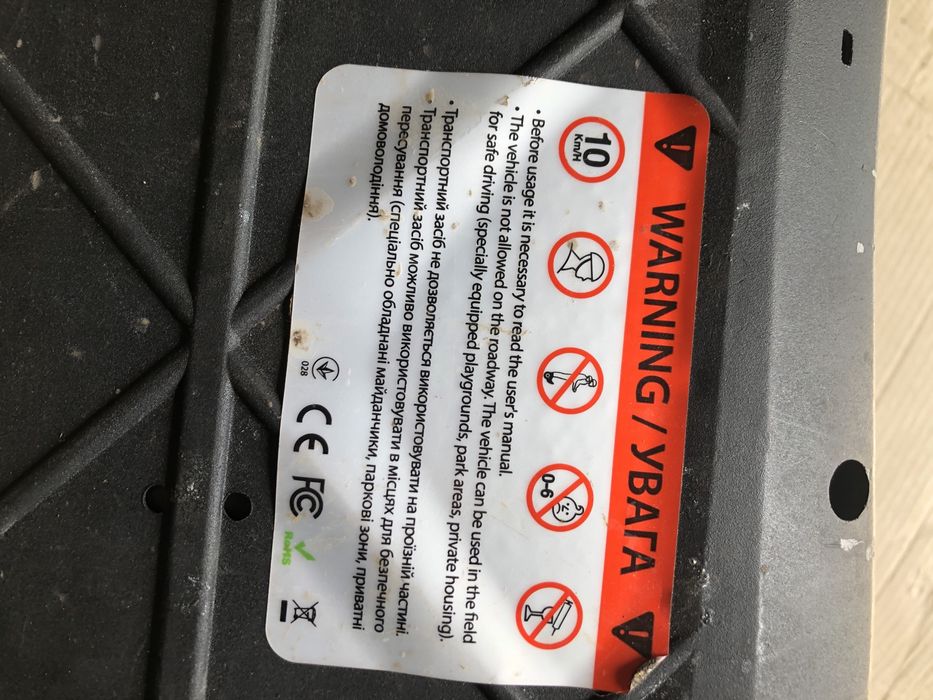 WARNING / УВАГА
10
Km/H
0-6
• Before usage it is necessary to read the user's manual.
• The vehicle is not allowed on the roadway. The vehicle can be used in the field
for safe driving (specially equipped playgrounds, park areas, private housing).
• Транспортний засіб не дозволяється використовувати на проїзній частині.
Транспортний засіб можливо використовувати в місцях для безпечного
пересування (спеціально обладнані майданчики, паркові зони, приватні
домоволодіння).
028
CE
FC
RoHS